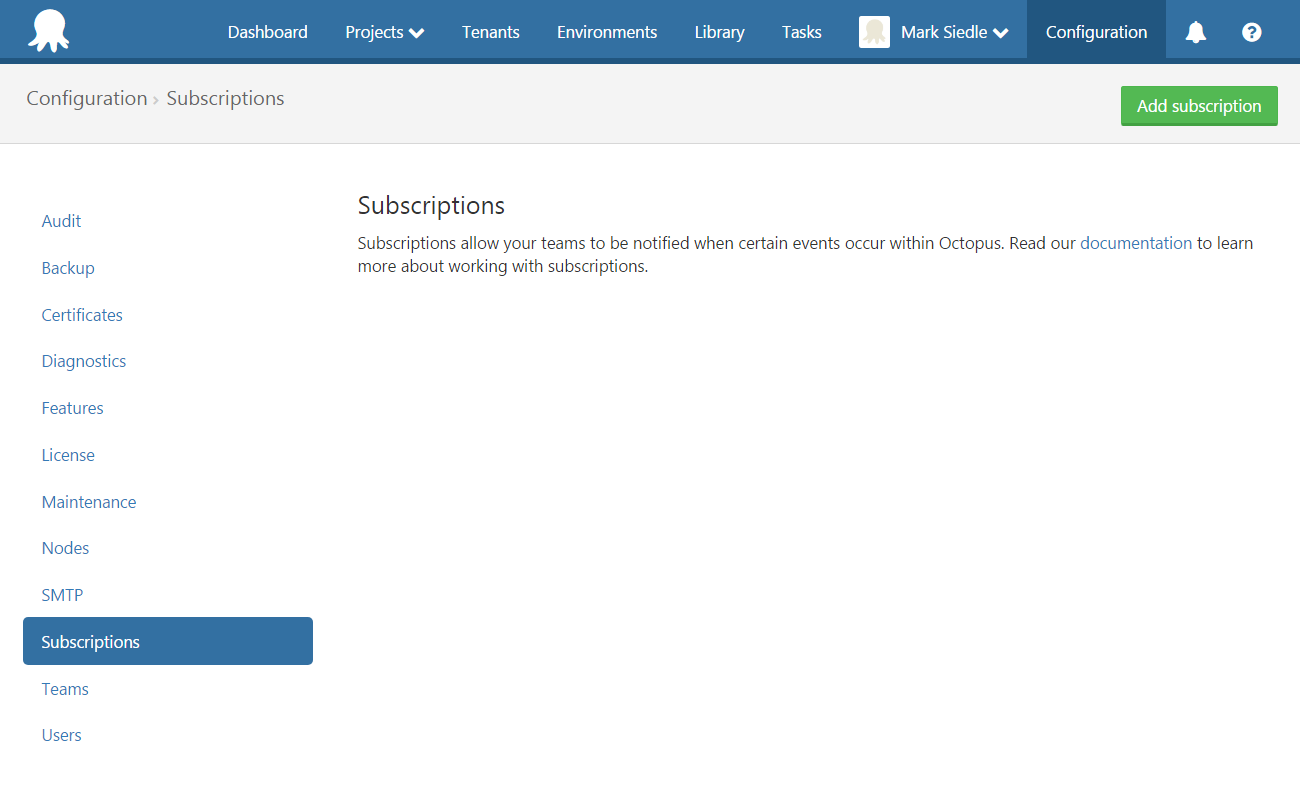 Dashboard Projects Tenants Environments Library Tasks Mark Siedle Configuration
Configuration › Subscriptions
Add subscription
Audit
Backup
Certificates
Diagnostics
Features
License
Maintenance
Nodes
SMTP
Subscriptions
Teams
Users
Subscriptions
Subscriptions allow your teams to be notified when certain events occur within Octopus. Read our documentation to learn
more about working with subscriptions.